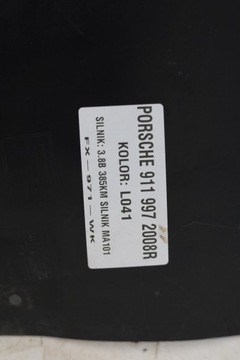 PORSCHE 911 997 2008R
KOLOR: L041
SILNIK: 3.8B 385KM SILNIK MA101
FX-971-WK